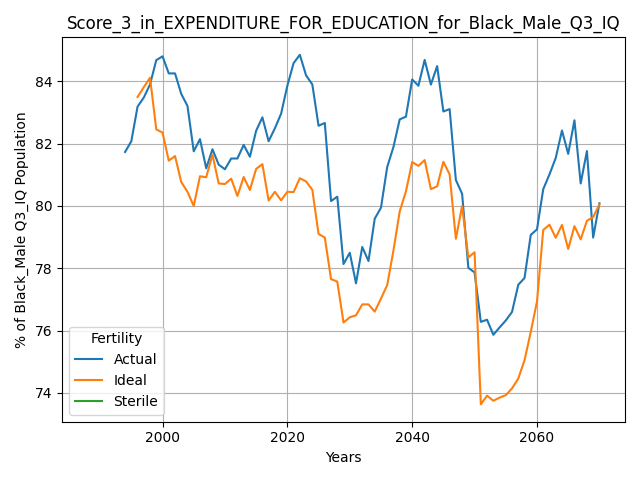 Score_3_in_EXPENDITURE_FOR_EDUCATION_for_Black_Male_Q3_IQ
% of Black_Male Q3_IQ Population
84
82
80
78
76
74
Fertility
Actual
Ideal
Sterile
2000
2020
2040
2060
Years